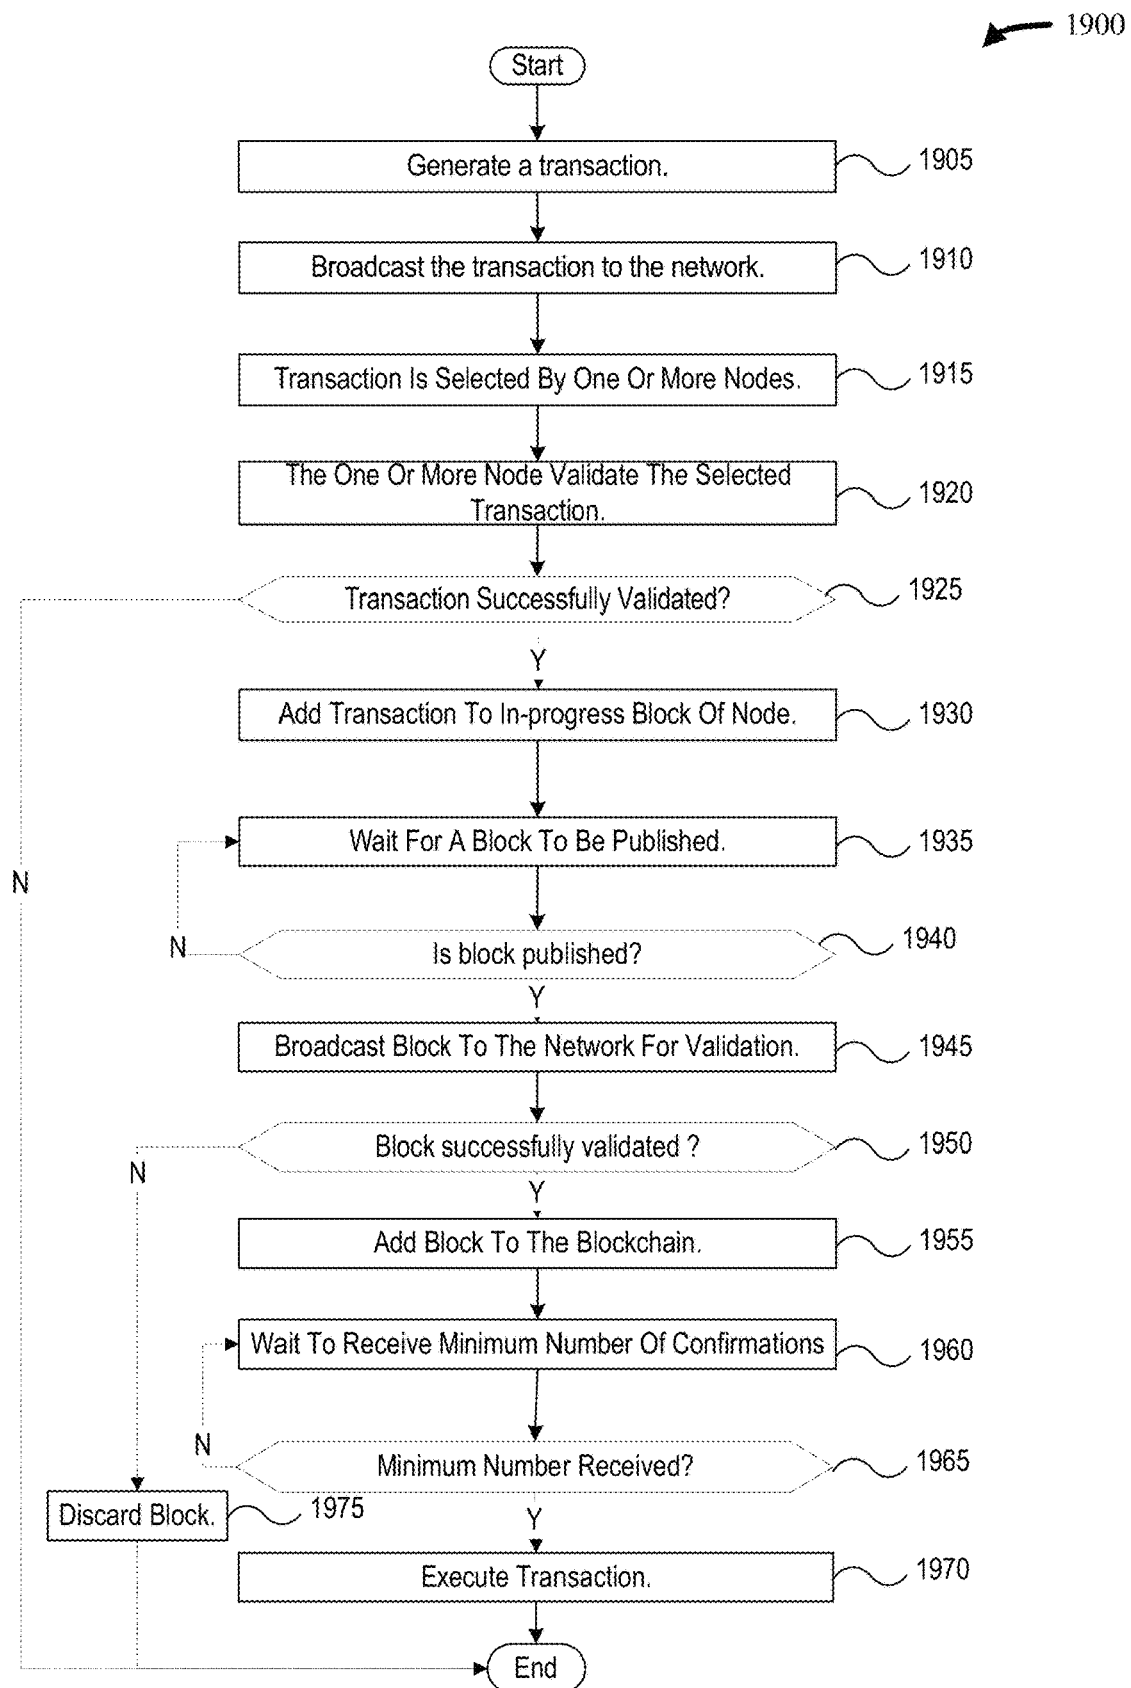 1900
Start
Generate a transaction.
1905
Broadcast the transaction to the network.
1910
Transaction Is Selected By One Or More Nodes.
1915
The One Or More Node Validate The Selected
Transaction.
1920
Transaction Successfully Validated?
1925
Y
Add Transaction To In-progress Block Of Node.
1930
Wait For A Block To Be Published.
1935
N
N
Is block published?
1940
Y
Broadcast Block To The Network For Validation.
1945
Block successfully validated ?
1950
N
Y
Add Block To The Blockchain.
1955
Wait To Receive Minimum Number Of Confirmations
1960
N
Minimum Number Received?
1965
Discard Block.
1975
Y
Execute Transaction.
1970
End